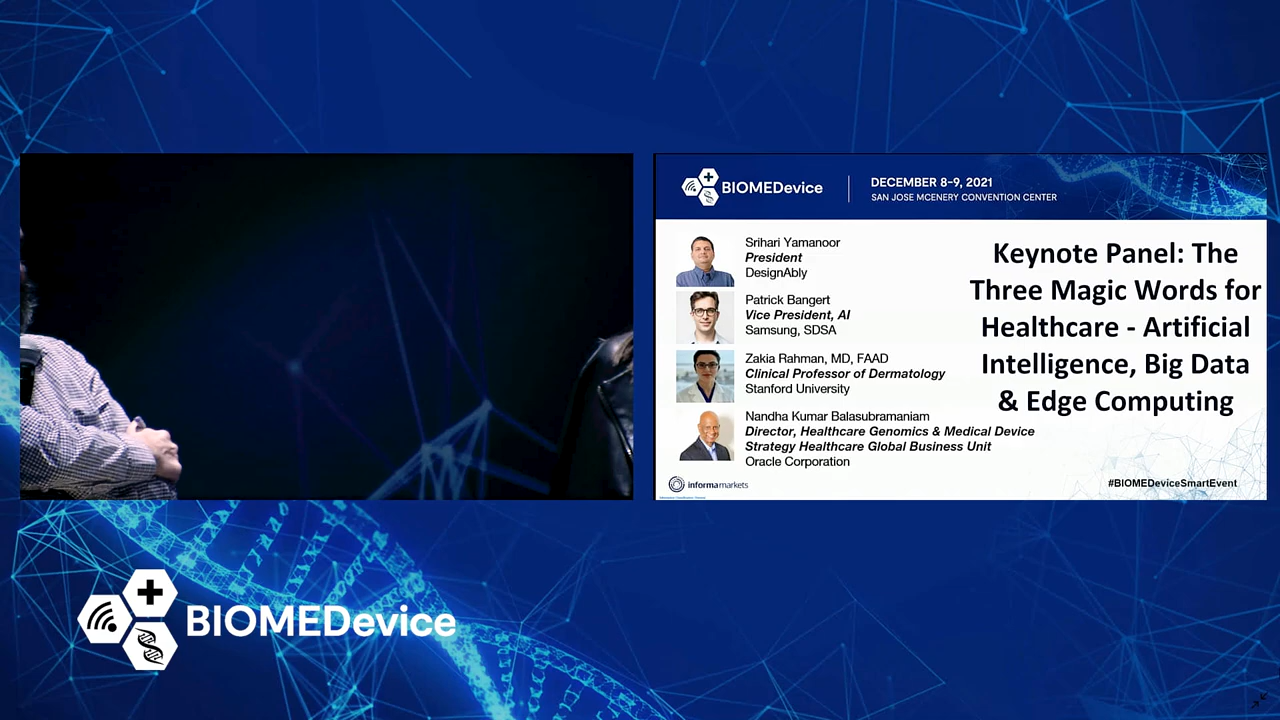 BIOMEDevice
DECEMBER 8-9, 2021
SAN JOSE MCENERY CONVENTION CENTER
Srihari Yamanoor
President
DesignAbly
Patrick Bangert
Vice President, AI
Samsung, SDSA
Zakia Rahman, MD, FAAD
Clinical Professor of Dermatology
Stanford University
Nandha Kumar Balasubramaniam
Director, Healthcare Genomics & Medical Device
Strategy Healthcare Global Business Unit
Oracle Corporation
Keynote Panel: The
Three Magic Words for
Healthcare - Artificial
Intelligence, Big Data
& Edge Computing
informamarkets
#BIOMEDeviceSmartEvent
BIOMEDevice